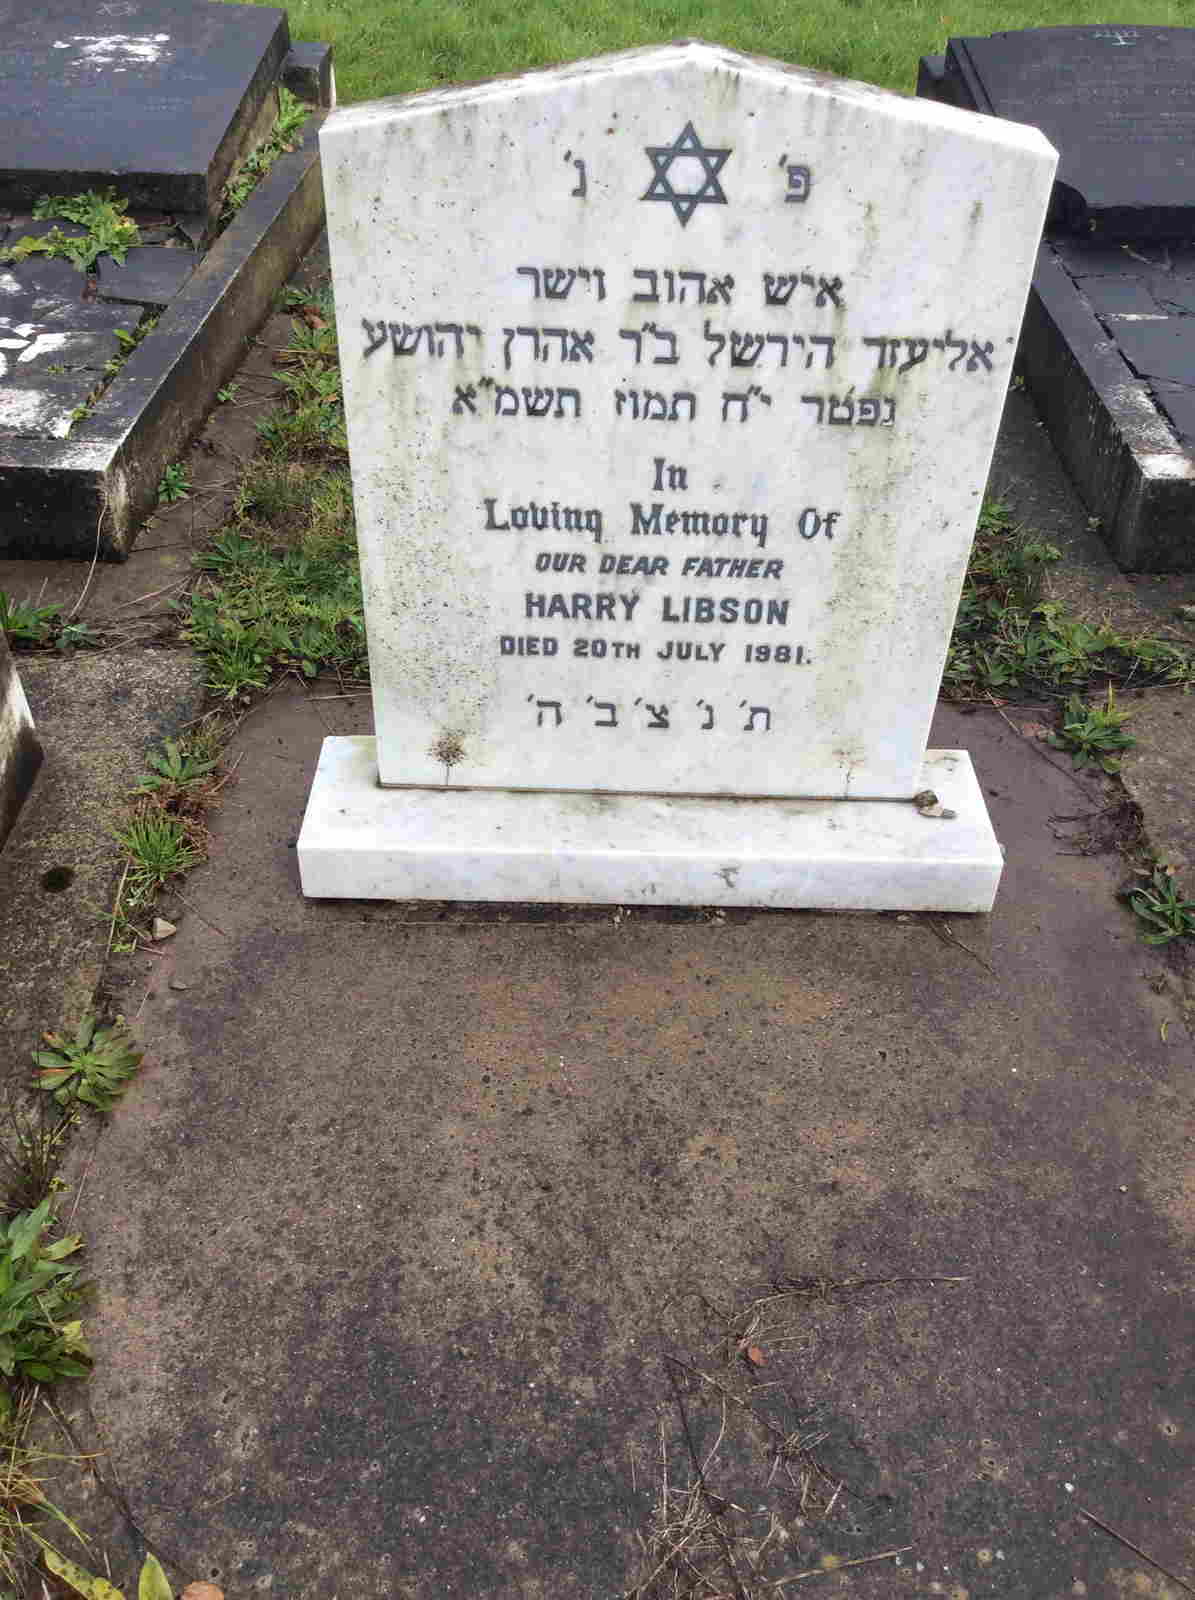 פ' נ'
איש אהוב וישר
אליעזר הירשל ב"ר אהרן יהושע
נפטר י"ח תמוז תשמ"א
In
Loving Memory Of
OUR DEAR FATHER
HARRY LIBSON
DIED 20TH JULY 1981.
ת' נ' צ' ב' ה'